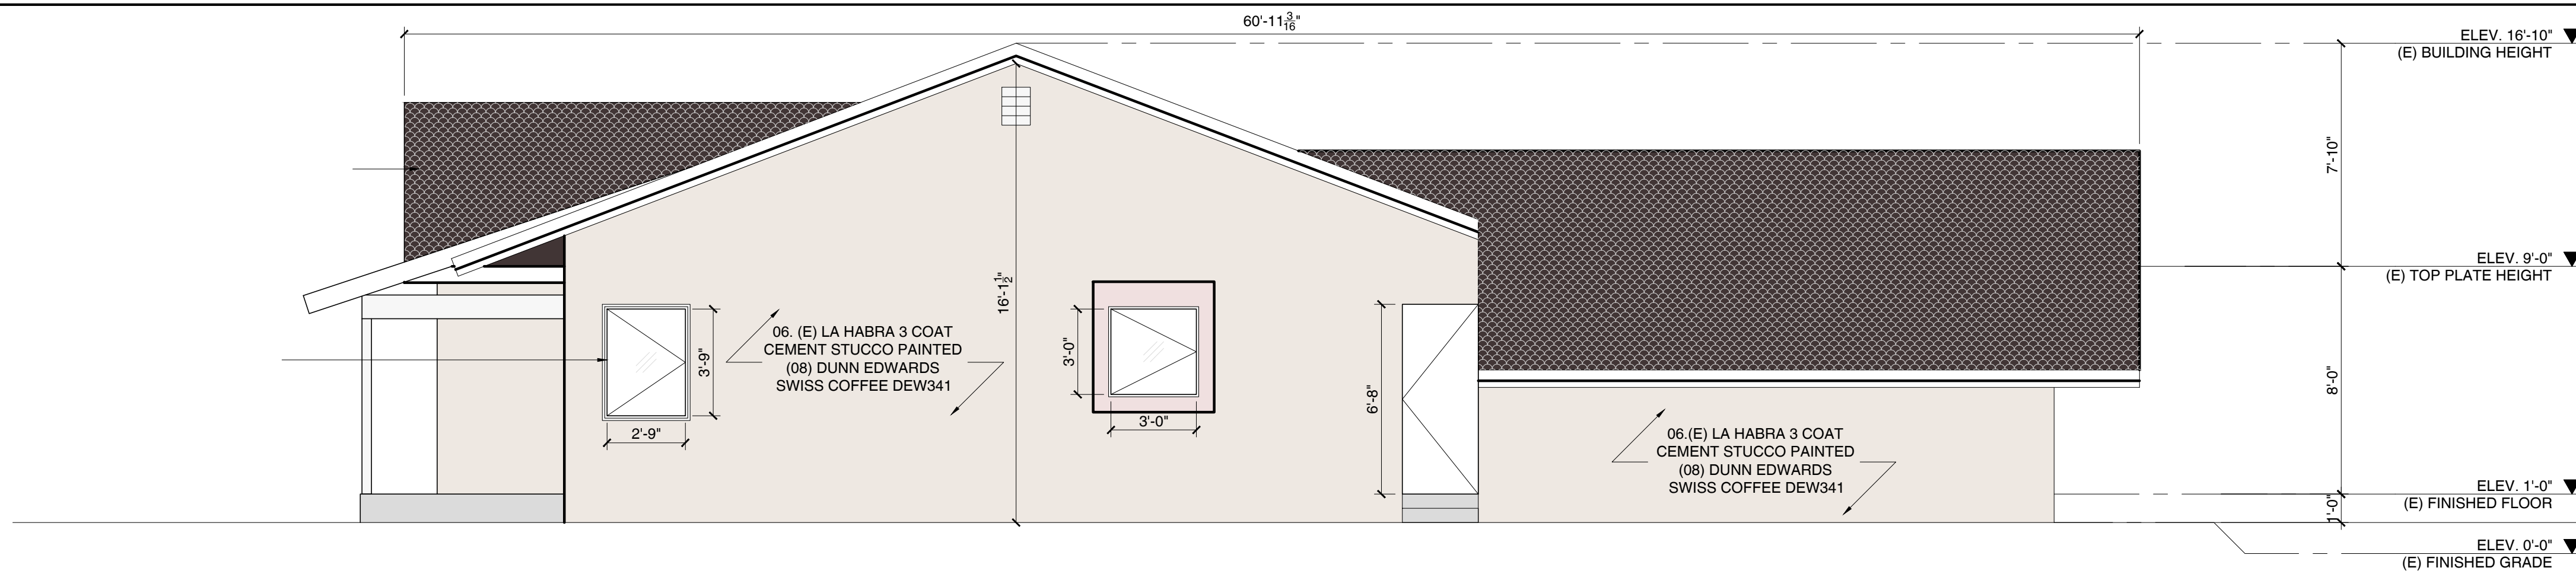 60'-11 3/16"
ELEV. 16'-10"
(E) BUILDING HEIGHT
7'-10"
ELEV. 9'-0"
(E) TOP PLATE HEIGHT
16'-1 1/2"
06. (E) LA HABRA 3 COAT
CEMENT STUCCO PAINTED
(08) DUNN EDWARDS
SWISS COFFEE DEW341
3'-9"
2'-9"
3'-0"
3'-0"
6'-8"
8'-0"
06.(E) LA HABRA 3 COAT
CEMENT STUCCO PAINTED
(08) DUNN EDWARDS
SWISS COFFEE DEW341
ELEV. 1'-0"
(E) FINISHED FLOOR
1'-0"
ELEV. 0'-0"
(E) FINISHED GRADE